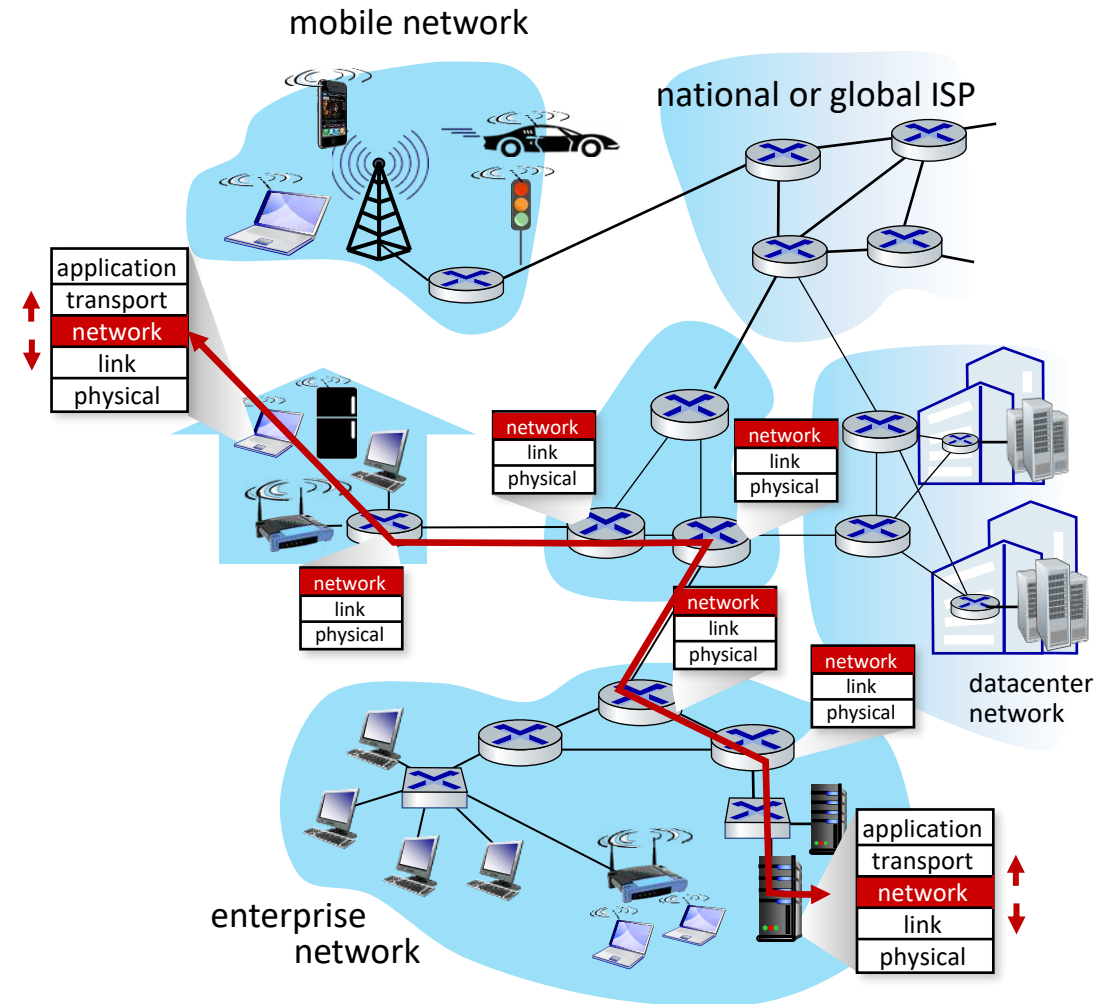 mobile network
national or global ISP
application
transport
network
link
physical
network
link
physical
network
link
physical
network
link
physical
network
link
physical
network
link
physical
datacenter
network
application
transport
network
link
physical
enterprise
network